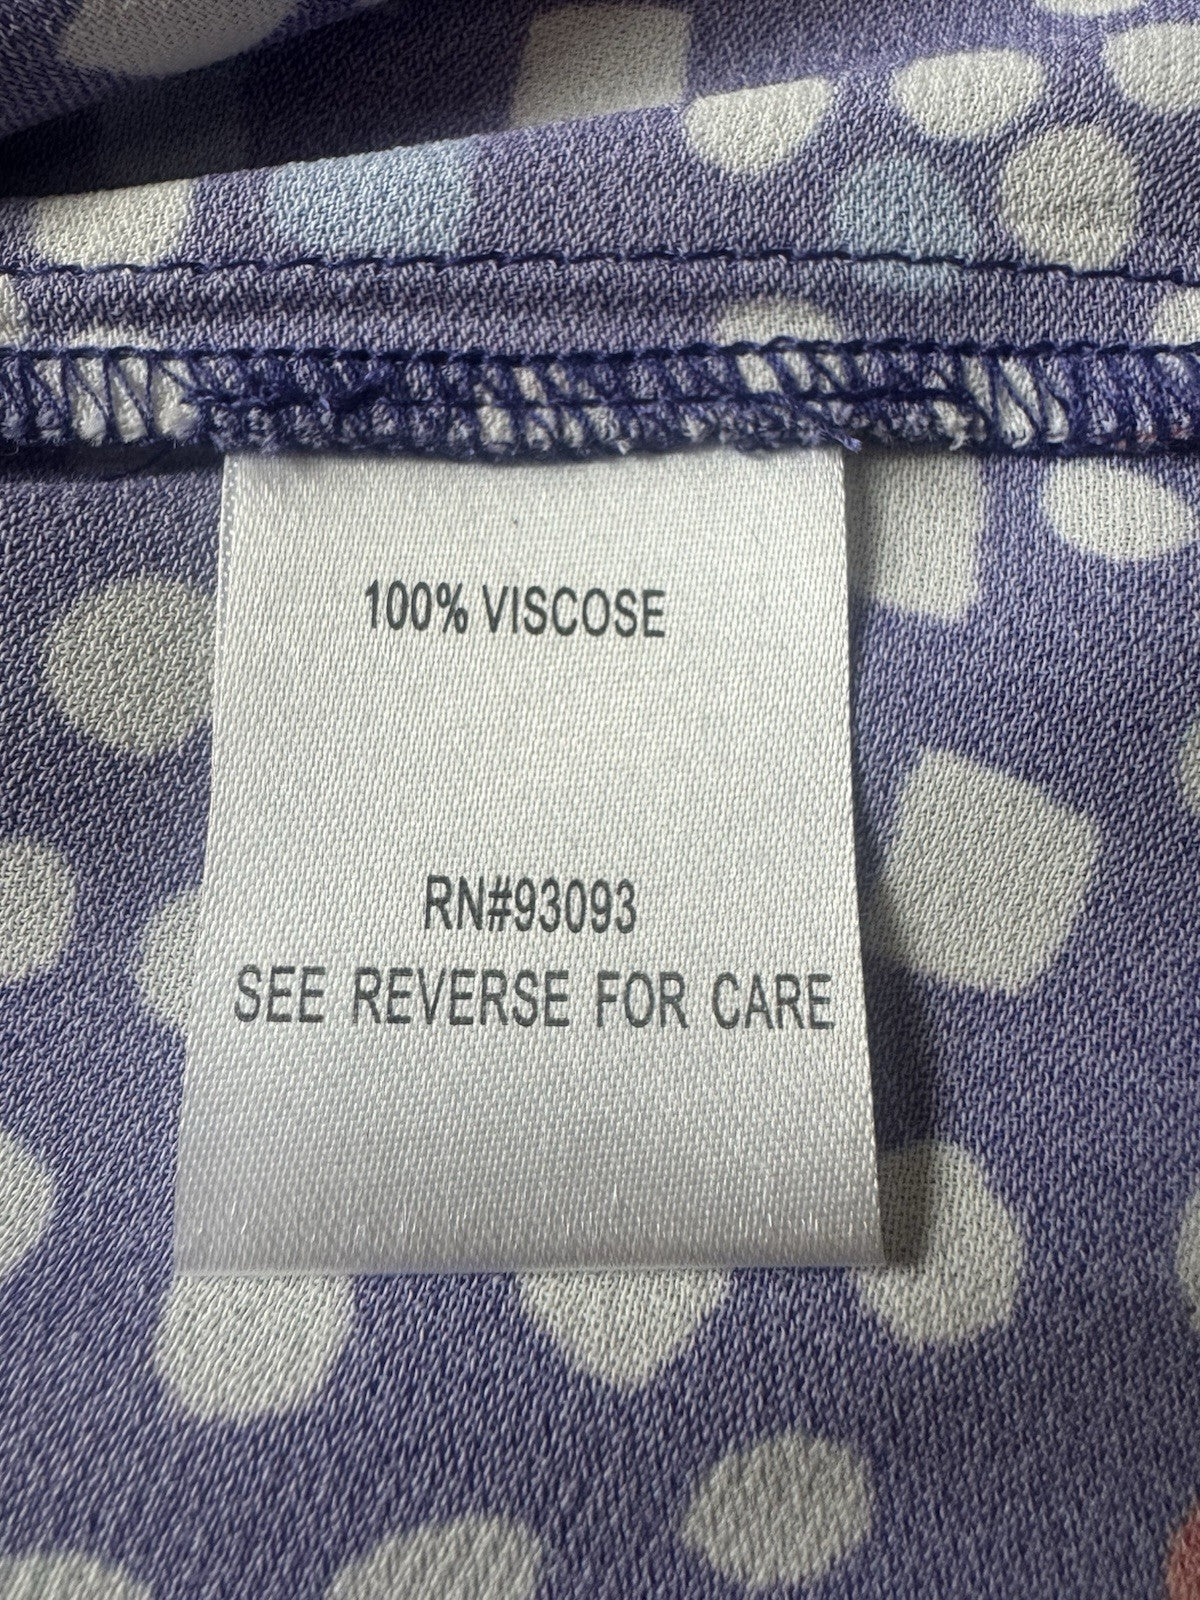 100% VISCOSE
RN#93093
SEE REVERSE FOR CARE